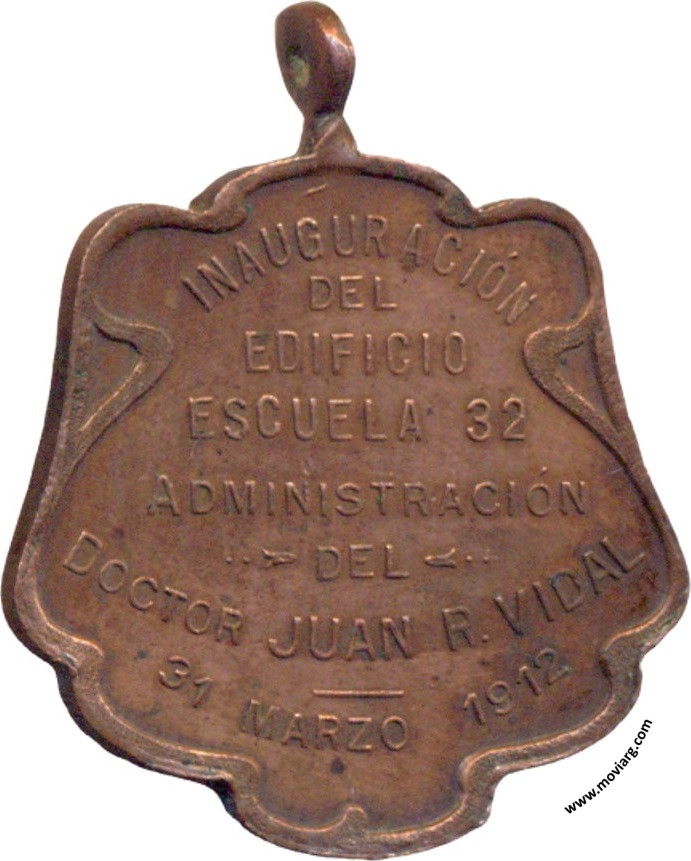 INAUGURACIÓN
DEL
EDIFICIO
ESCUELA 32
ADMINISTRACIÓN
DEL
DOCTOR JUAN R. VIDAL
31 MARZO 1912
www.moviarg.com